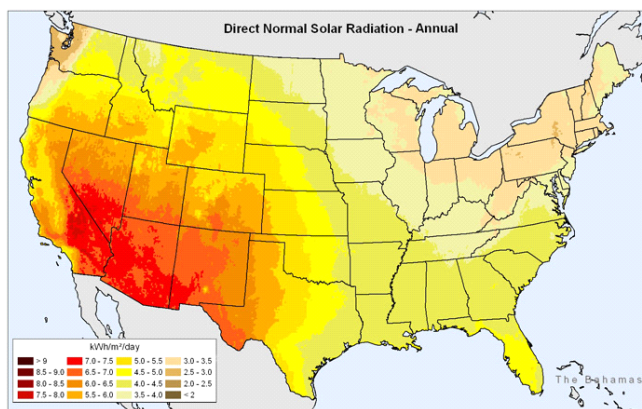 Direct Normal Solar Radiation - Annual
kWh/m²/day
> 9 7.0 - 7.5 5.0 - 5.5 3.0 - 3.5
8.5 - 9.0 6.5 - 7.0 4.5 - 5.0 2.5 - 3.0
8.0 - 8.5 6.0 - 6.5 4.0 - 4.5 2.0 - 2.5
7.5 - 8.0 5.5 - 6.0 3.5 - 4.0 < 2
The Bahamas